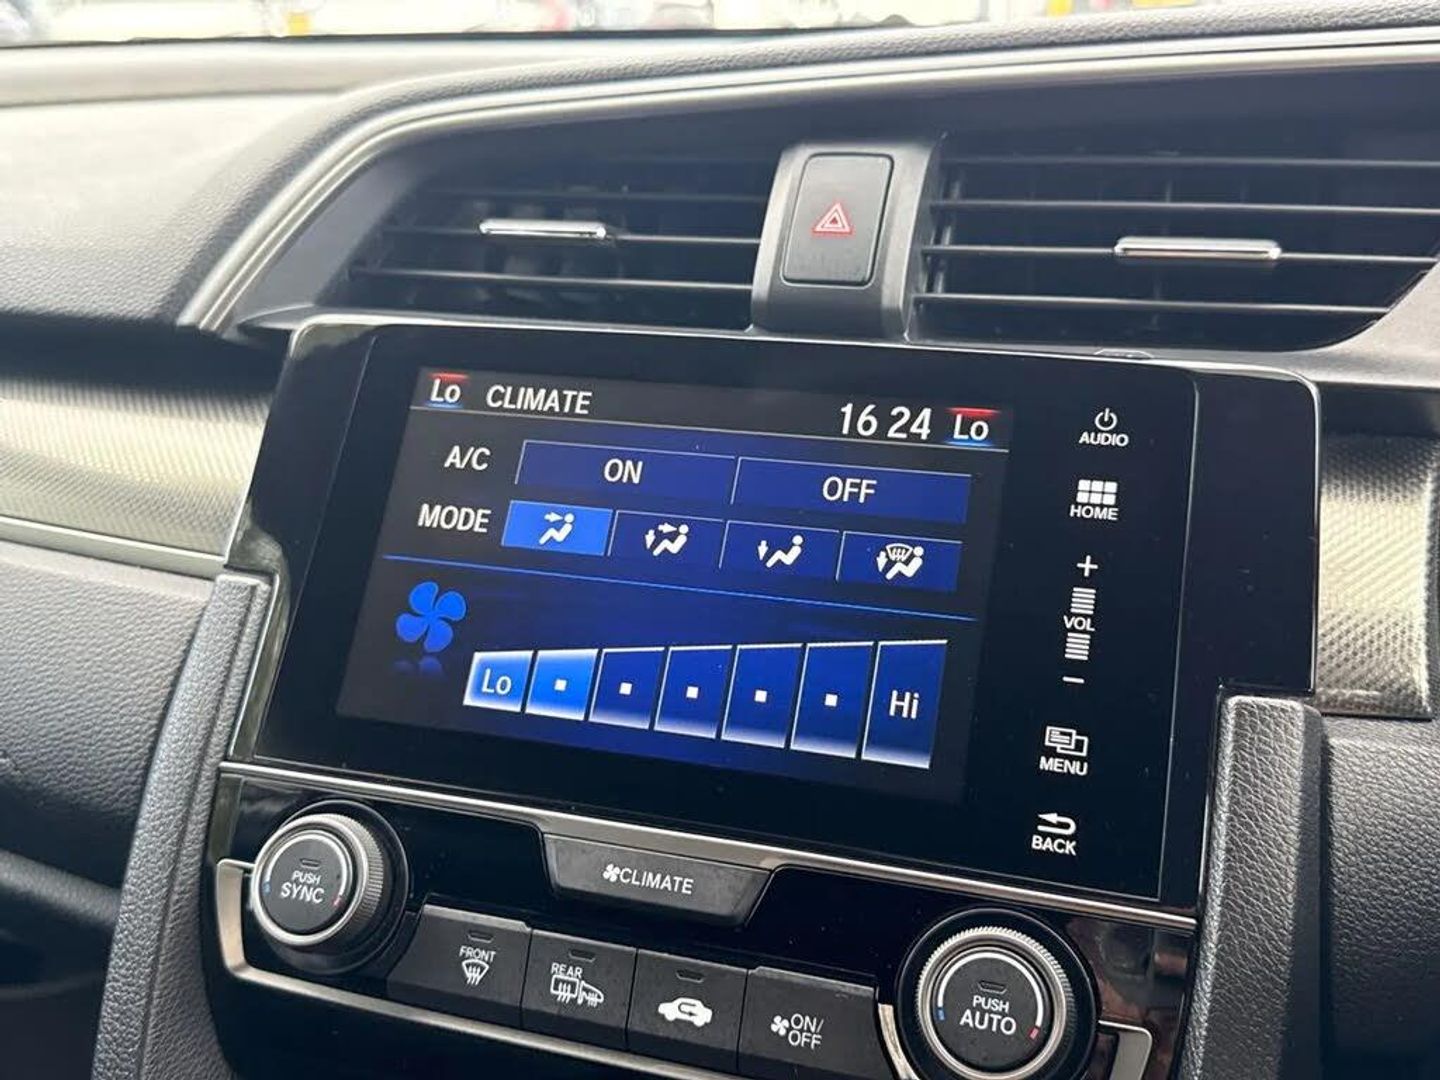 Lo CLIMATE 16 24 Lo
A/C ON OFF
MODE
Lo Hi
AUDIO
HOME
+
VOL
−
MENU
BACK
CLIMATE
PUSH
SYNC
FRONT
REAR
ON/
OFF
PUSH
AUTO